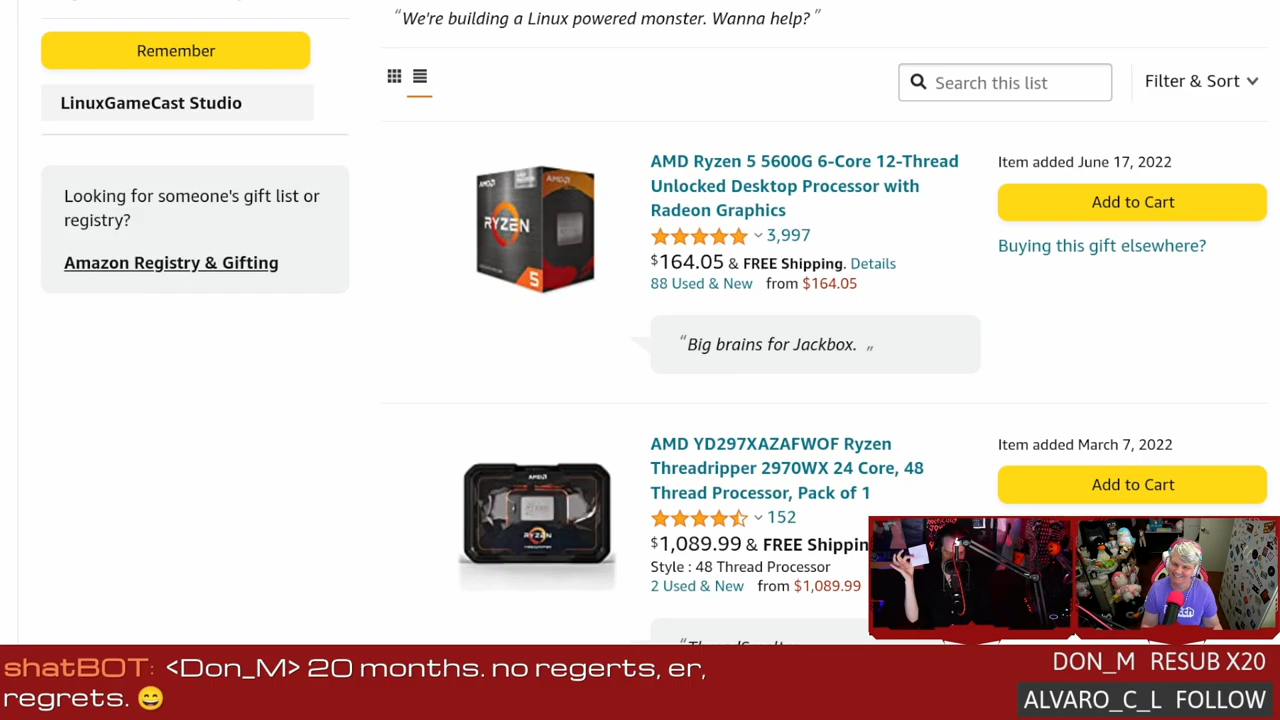 “We're building a Linux powered monster. Wanna help?”
Remember
LinuxGameCast Studio
Search this list
Filter & Sort
Looking for someone's gift list or
registry?
Amazon Registry & Gifting
AMD
RYZEN
5
AMD Ryzen 5 5600G 6-Core 12-Thread
Unlocked Desktop Processor with
Radeon Graphics
3,997
$164.05 & FREE Shipping. Details
88 Used & New from $164.05
“Big brains for Jackbox. „
Item added June 17, 2022
Add to Cart
Buying this gift elsewhere?
AMD
RYZEN
AMD YD297XAZAFWOF Ryzen
Threadripper 2970WX 24 Core, 48
Thread Processor, Pack of 1
152
$1,089.99 & FREE Shippin
Style : 48 Thread Processor
2 Used & New from $1,089.99
Item added March 7, 2022
Add to Cart
shatBOT: <Don_M> 20 months. no regerts, er,
regrets. 😄
DON_M RESUB X20
ALVARO_C_L FOLLOW